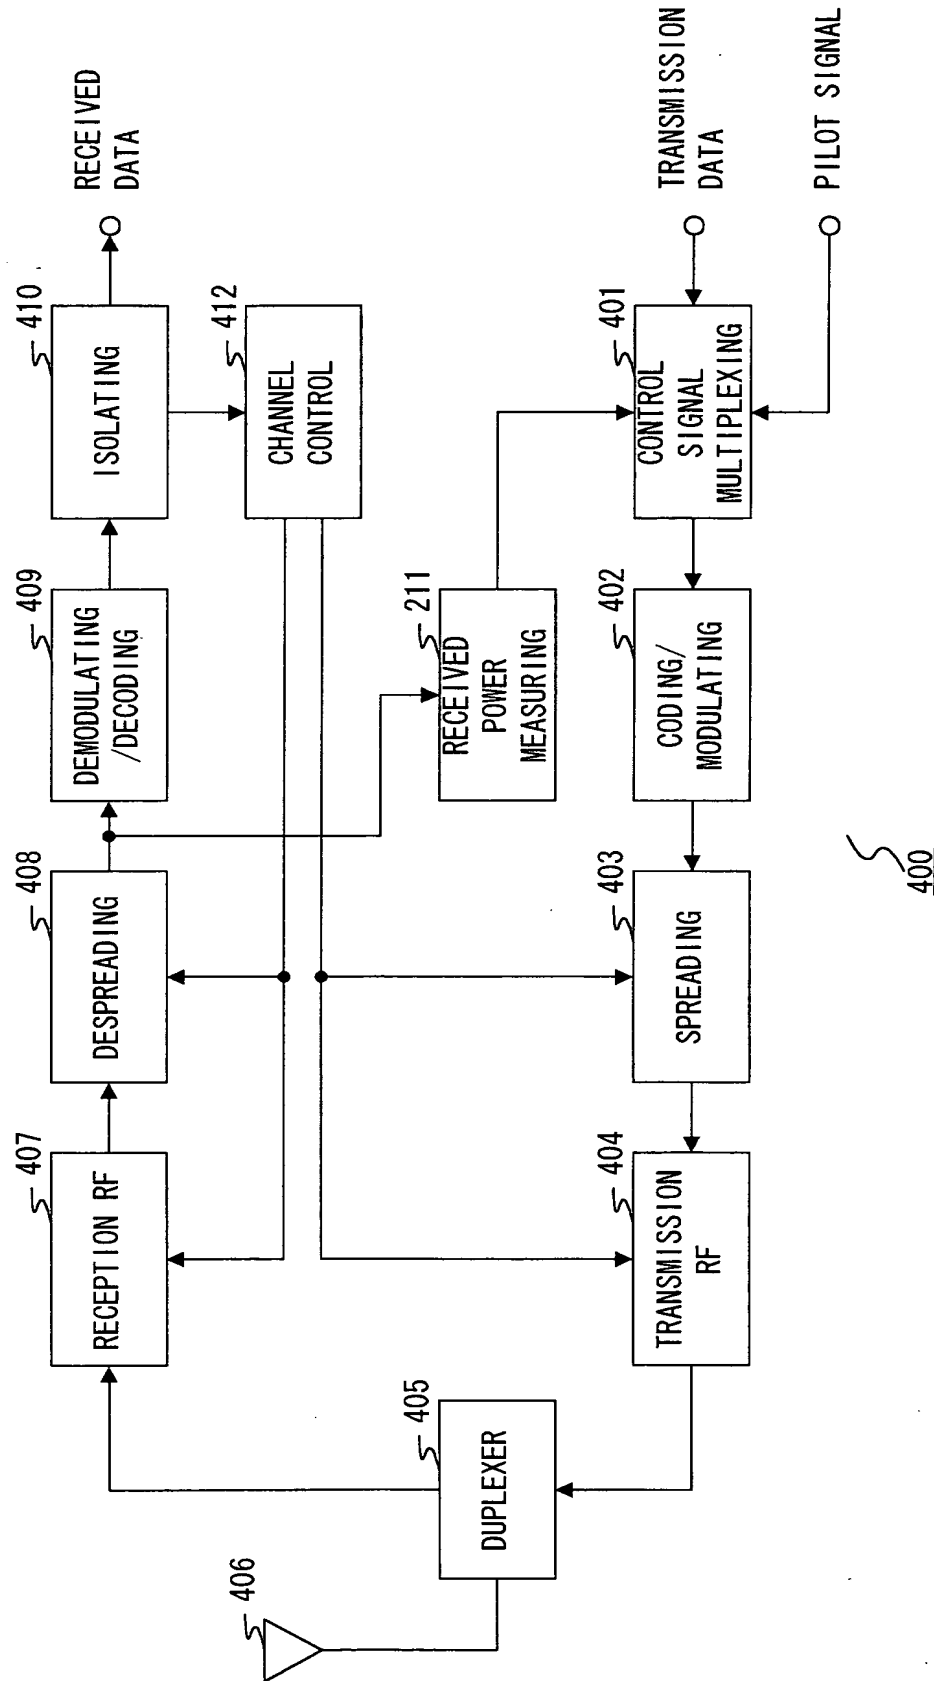 406
405
DUPLEXER
407
RECEPTION RF
408
DESPREADING
409
DEMODULATING
/DECODING
410
ISOLATING
RECEIVED
DATA
412
CHANNEL
CONTROL
211
RECEIVED
POWER
MEASURING
404
TRANSMISSION
RF
403
SPREADING
402
CODING/
MODULATING
401
CONTROL
SIGNAL
MULTIPLEXING
TRANSMISSION
DATA
PILOT SIGNAL
400